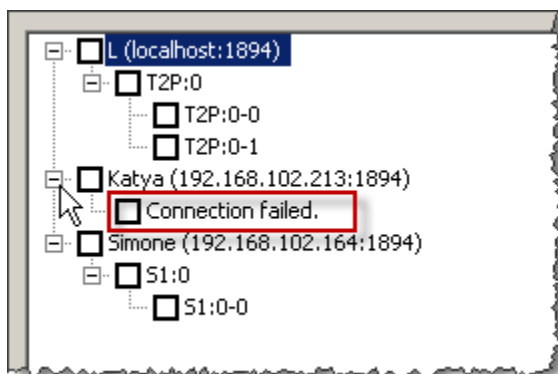 L (localhost:1894)
T2P:0
T2P:0-0
T2P:0-1
Katya (192.168.102.213:1894)
Connection failed.
Simone (192.168.102.164:1894)
S1:0
S1:0-0